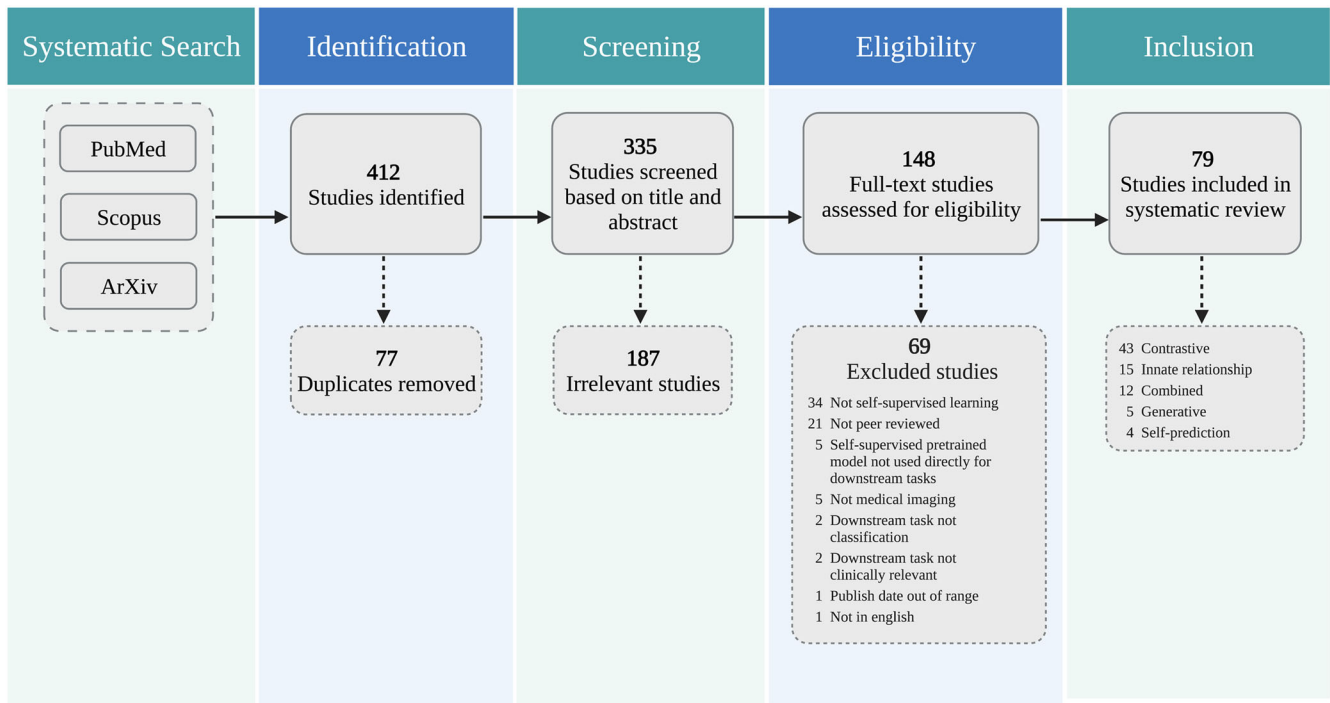 Systematic Search
Identification
Screening
Eligibility
Inclusion
PubMed
Scopus
ArXiv
412
Studies identified
77
Duplicates removed
335
Studies screened
based on title and
abstract
187
Irrelevant studies
148
Full-text studies
assessed for eligibility
69
Excluded studies
34 Not self-supervised learning
21 Not peer reviewed
5 Self-supervised pretrained
model not used directly for
downstream tasks
5 Not medical imaging
2 Downstream task not
classification
2 Downstream task not
clinically relevant
1 Publish date out of range
1 Not in english
79
Studies included in
systematic review
43 Contrastive
15 Innate relationship
12 Combined
5 Generative
4 Self-prediction